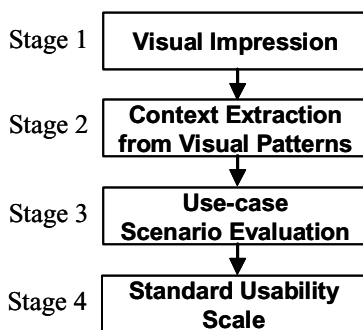 Stage 1
Visual Impression
Stage 2
Context Extraction
from Visual Patterns
Stage 3
Use-case
Scenario Evaluation
Stage 4
Standard Usability
Scale